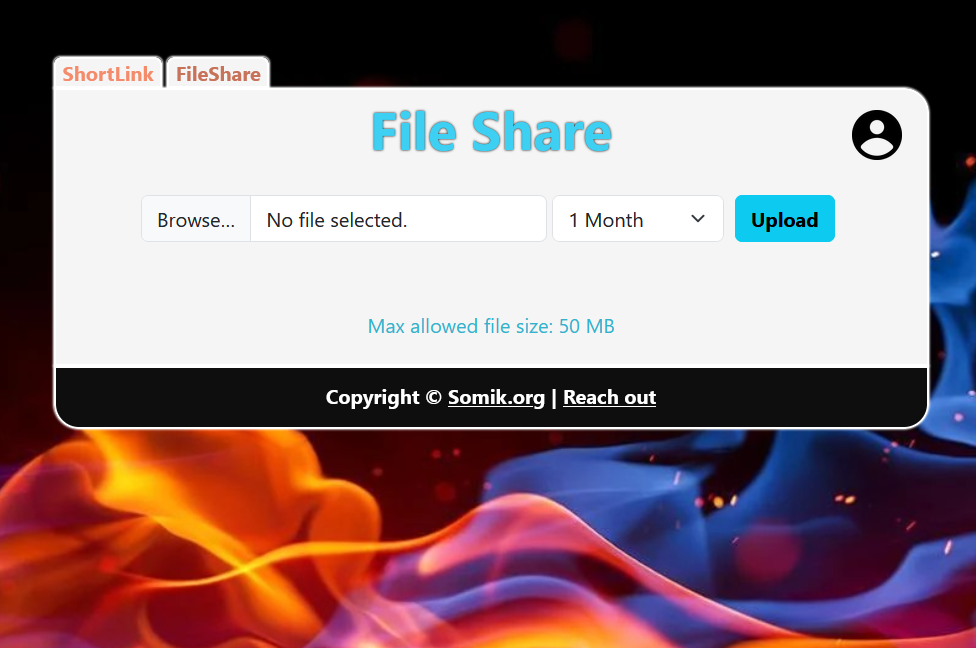 ShortLink FileShare
File Share
Browse... No file selected. 1 Month Upload
Max allowed file size: 50 MB
Copyright © Somik.org | Reach out